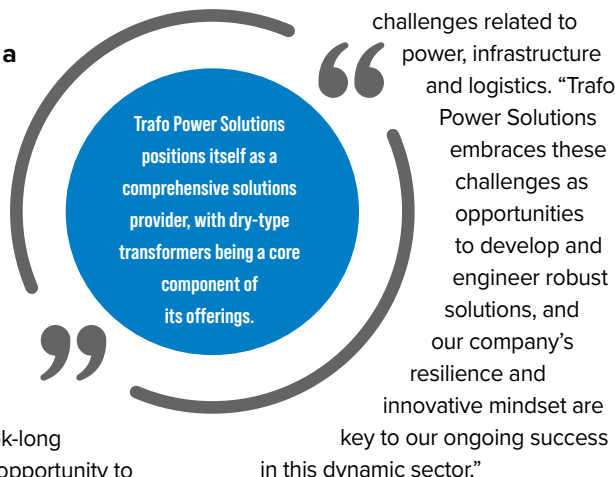 a
Trafo Power Solutions
positions itself as a
comprehensive solutions
provider, with dry-type
transformers being a core
component of
its offerings.
opportunity to
challenges related to
power, infrastructure
and logistics. “Trafo
Power Solutions
embraces these
challenges as
opportunities
to develop and
engineer robust
solutions, and
our company’s
resilience and
innovative mindset are
key to our ongoing success
in this dynamic sector.”